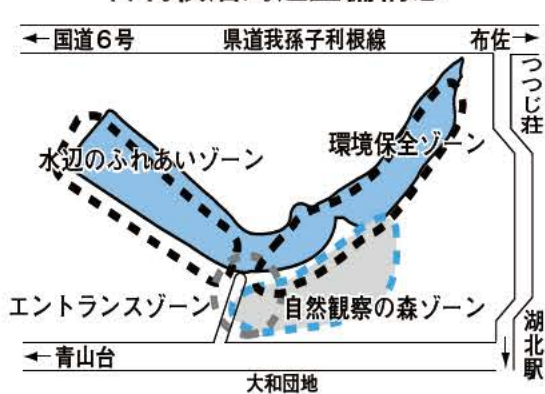 ←国道6号
県道我孫子利根線
布佐→
つつじ荘
水辺のふれあいゾーン
環境保全ゾーン
エントランスゾーン
自然観察の森ゾーン
湖北駅
←青山台
↓
大和団地